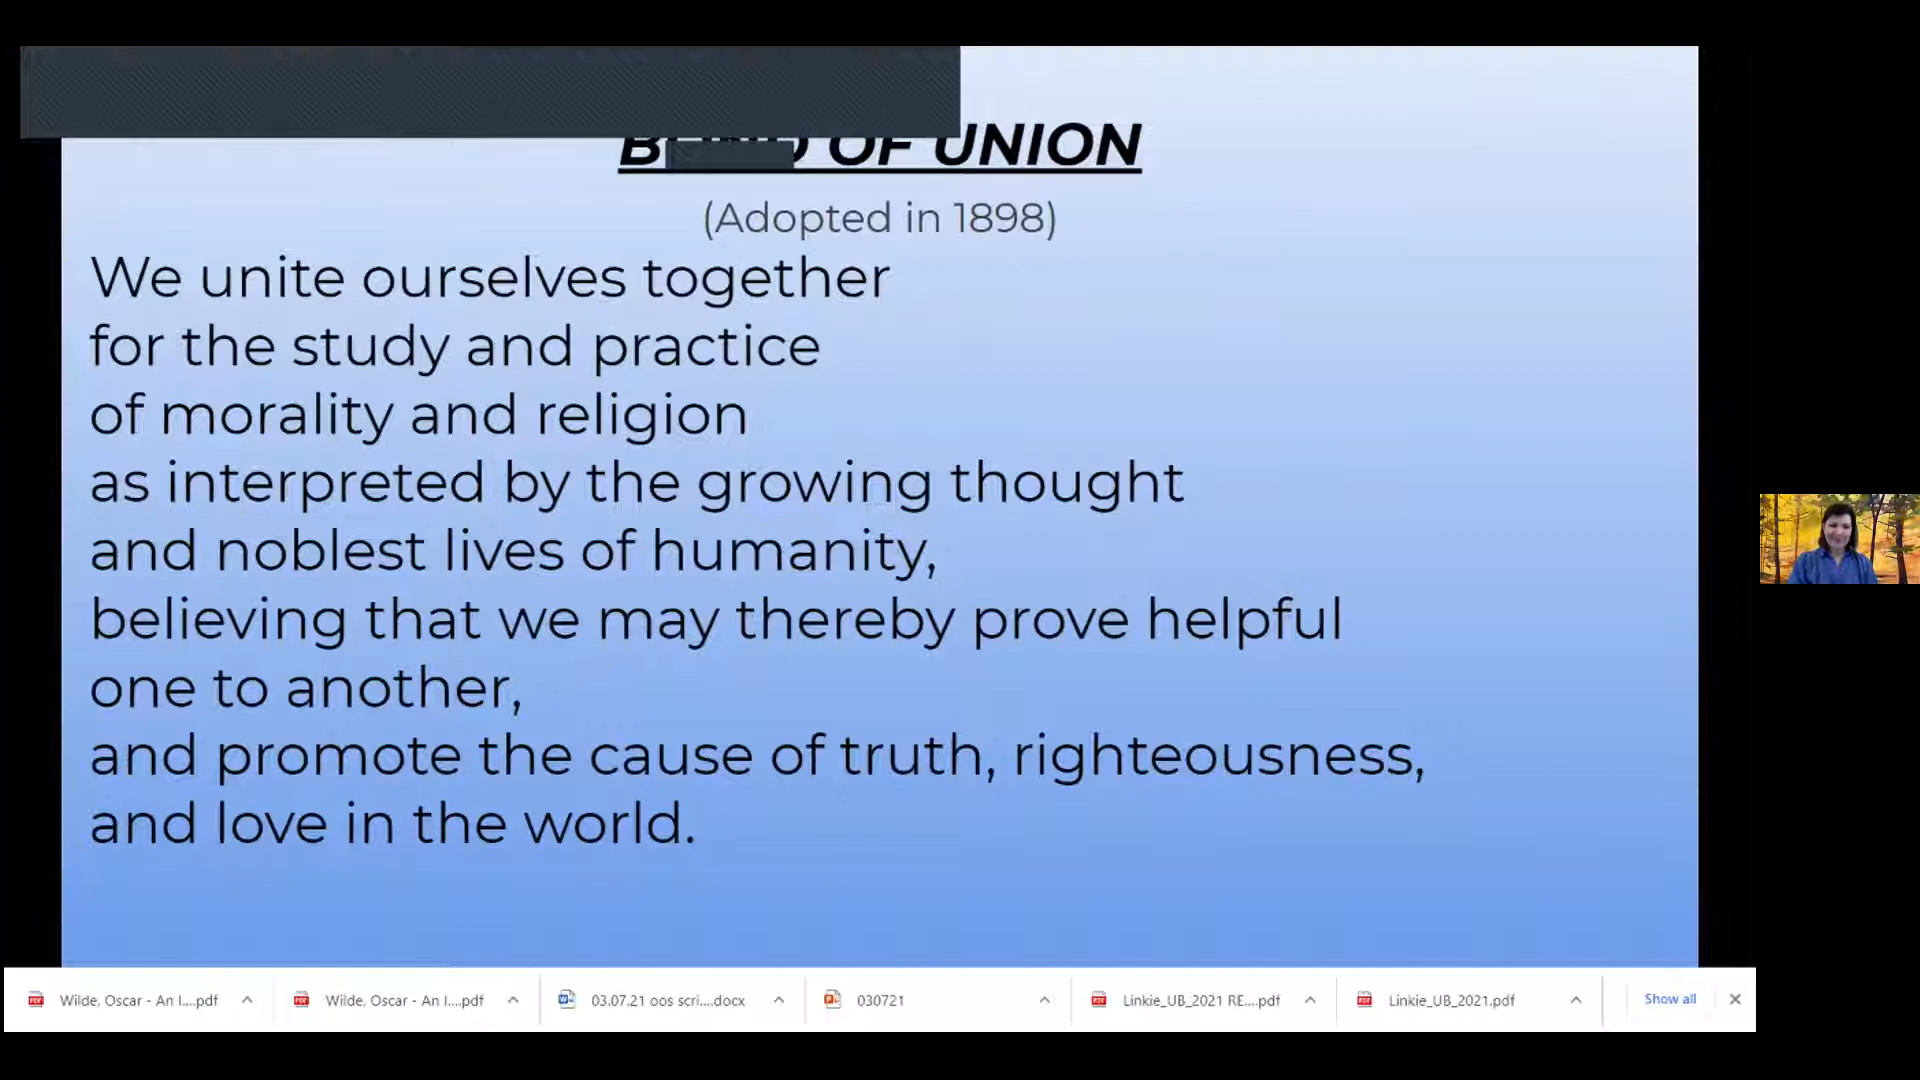 OF UNION
(Adopted in 1898)
We unite ourselves together
for the study and practice
of morality and religion
as interpreted by the growing thought
and noblest lives of humanity,
believing that we may thereby prove helpful
one to another,
and promote the cause of truth, righteousness,
and love in the world.
Wilde, Oscar - An I....pdf
Wilde, Oscar - An I....pdf
03.07.21 oos scri....docx
030721
Linkie_UB_2021 RE....pdf
Linkie_UB_2021.pdf
Show all